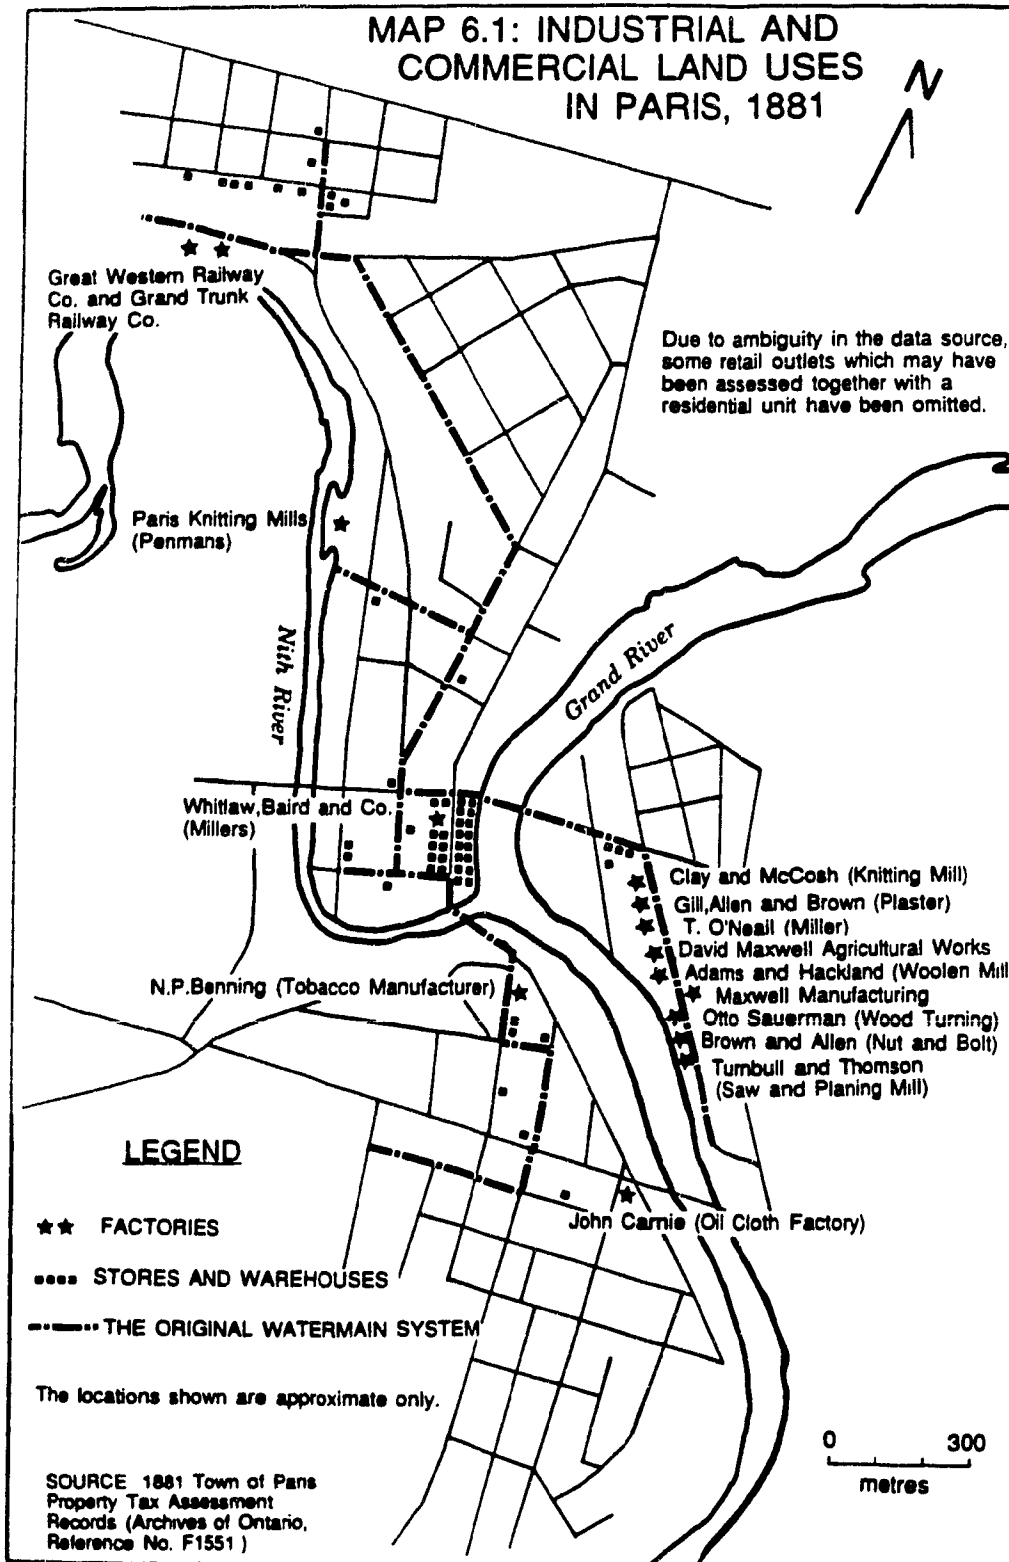 MAP 6.1: INDUSTRIAL AND
COMMERCIAL LAND USES
IN PARIS, 1881
N
Great Western Railway
Co. and Grand Trunk
Railway Co.
Due to ambiguity in the data source,
some retail outlets which may have
been assessed together with a
residential unit have been omitted.
Paris Knitting Mills
(Penmans)
Nith River
Grand River
Whitlaw,Baird and Co.
(Millers)
Clay and McCosh (Knitting Mill)
Gill,Allen and Brown (Plaster)
T. O'Neail (Miller)
David Maxwell Agricultural Works
Adams and Hackland (Woolen Mill
Maxwell Manufacturing
Otto Sauerman (Wood Turning)
Brown and Allen (Nut and Bolt)
Turnbull and Thomson
(Saw and Planing Mill)
N.P.Benning (Tobacco Manufacturer)
John Carnie (Oil Cloth Factory)
LEGEND
FACTORIES
STORES AND WAREHOUSES
THE ORIGINAL WATERMAIN SYSTEM
The locations shown are approximate only.
0 300
metres
SOURCE 1881 Town of Paris
Property Tax Assessment
Records (Archives of Ontario,
Reference No. F1551 )